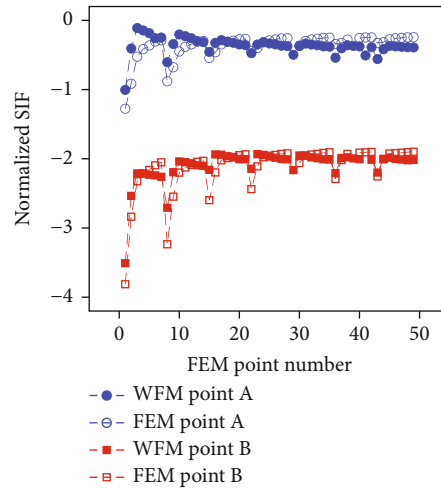 0
−1
−2
−3
−4
Normalized SIF
0 10 20 30 40 50
FEM point number
WFM point A
FEM point A
WFM point B
FEM point B